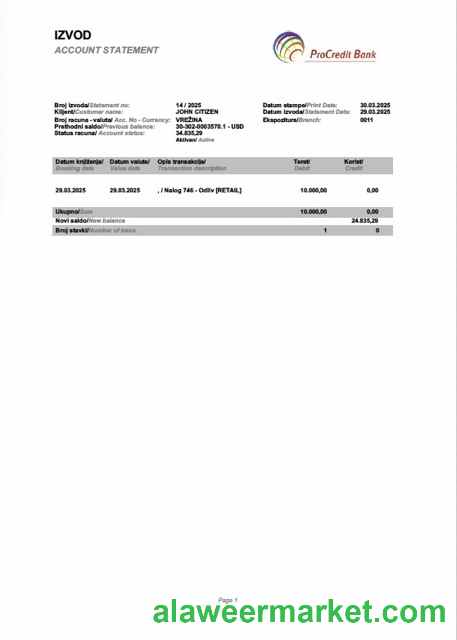 IZVOD
ACCOUNT STATEMENT
ProCredit Bank
Broj izvoda/Statement no: 14 / 2025 Datum stampe/Print Date: 30.03.2025
Klijent/Customer name: JOHN CITIZEN Datum izvoda/Statement Date: 29.03.2025
Broj racuna - valuta/ Acc. No - Currency: VREŽINA Ekspozitura/Branch: 0011
Prethodni saldo/Previous balance: 30-302-0063570.1 - USD
Status racuna/ Account status: 34.835,29
Aktivan/ Active
Datum knjiženja/ Datum valute/ Opis transakcije/ Teret/ Koristi/
Booking date Value date Transaction description Debit Credit
29.03.2025 29.03.2025 , / Nalog 746 - Odliv [RETAIL] 10.000,00 0,00
Ukupno/Sum 10.000,00 0,00
Novi saldo/New balance 24.835,29
Broj stavki/Number of 1 0
Page 1
alaweermarket.com